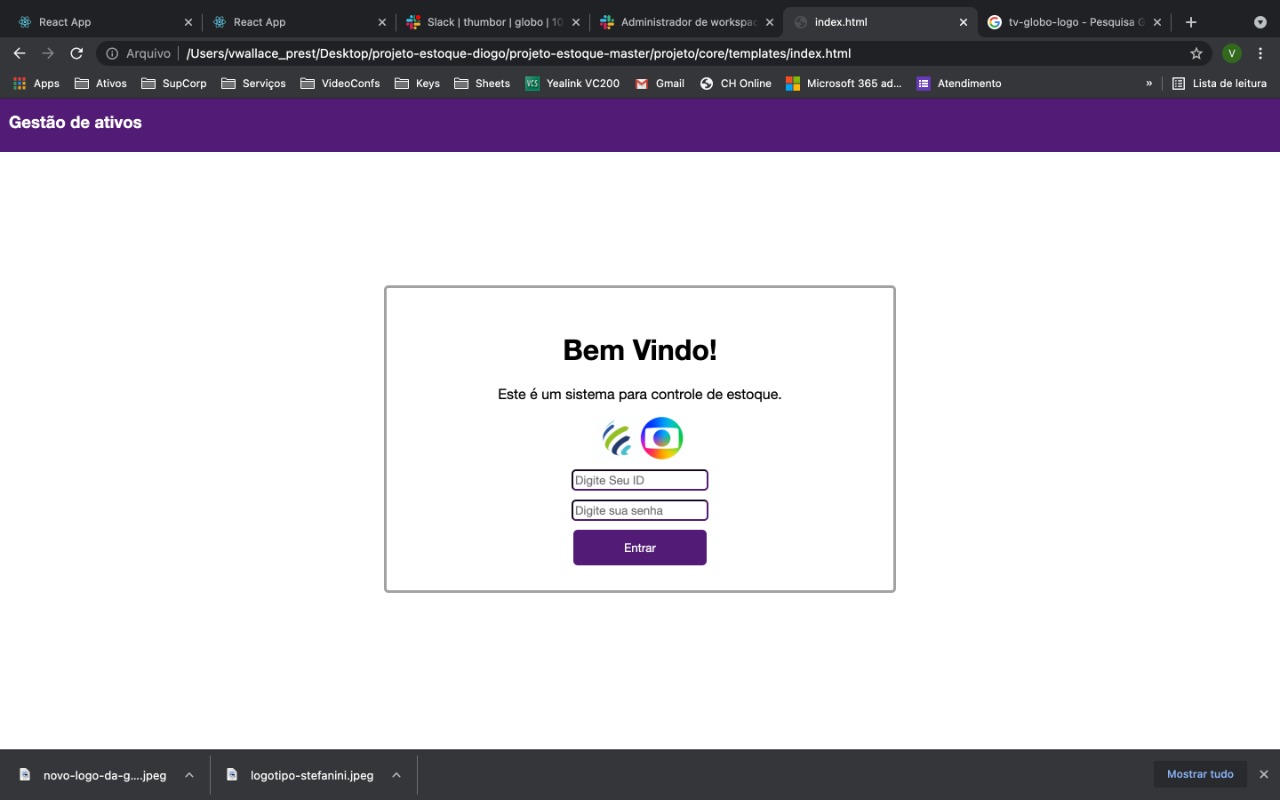 React App
React App
Slack | thumbor | globo | 10
Administrador de workspac
index.html
tv-globo-logo - Pesquisa G
Arquivo
/Users/vwallace_prest/Desktop/projeto-estoque-diogo/projeto-estoque-master/projeto/core/templates/index.html
V
Apps
Ativos
SupCorp
Serviços
VideoConfs
Keys
Sheets
VCS
Yealink VC200
Gmail
CH Online
Microsoft 365 ad...
Atendimento
»
Lista de leitura
Gestão de ativos
Bem Vindo!
Este é um sistema para controle de estoque.
Digite Seu ID
Digite sua senha
Entrar
novo-logo-da-g....jpeg
logotipo-stefanini.jpeg
Mostrar tudo